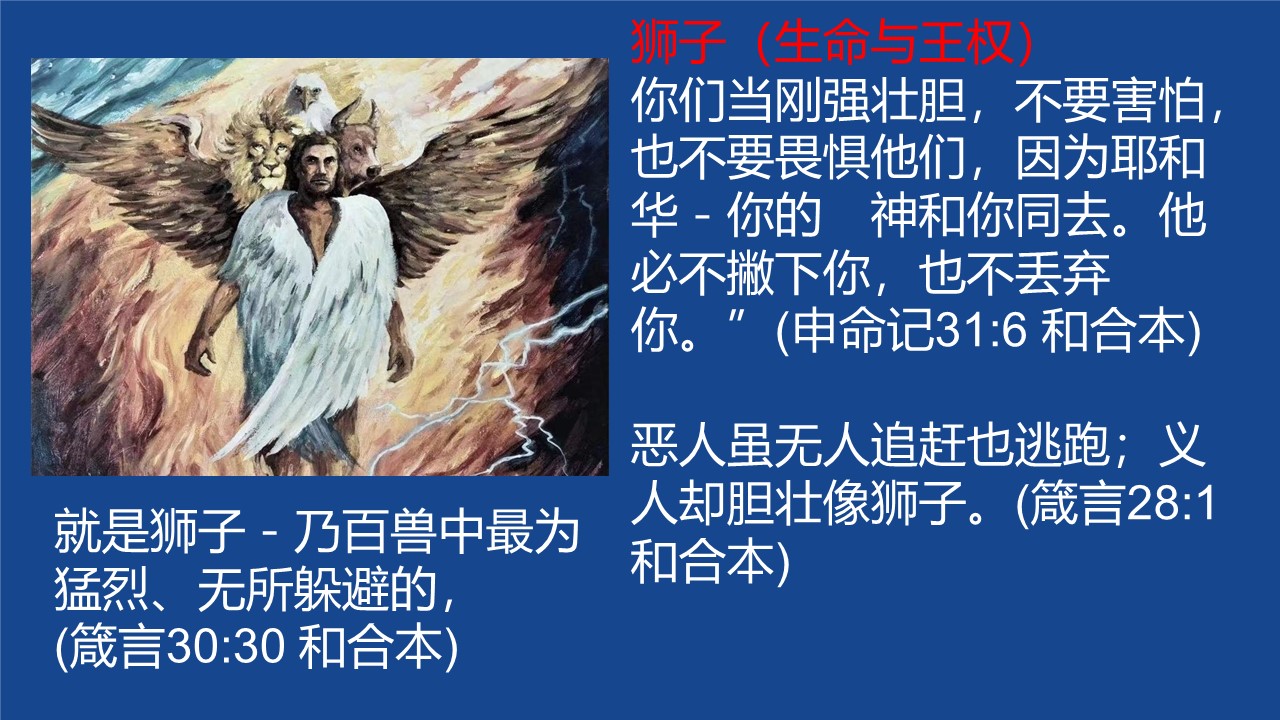 狮子（生命与王权）
你们当刚强壮胆，不要害怕，
也不要畏惧他们，因为耶和
华－你的　神和你同去。他
必不撇下你，也不丢弃
你。” (申命记31:6 和合本)
恶人虽无人追赶也逃跑；义
人却胆壮像狮子。(箴言28:1
和合本)
就是狮子－乃百兽中最为
猛烈、无所躲避的，
(箴言30:30 和合本)